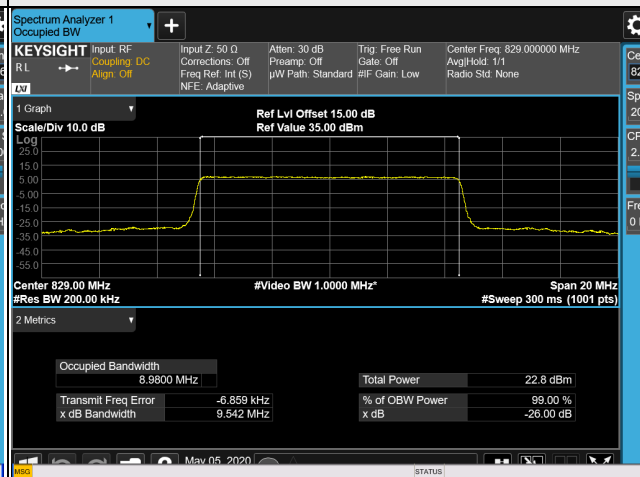 Spectrum Analyzer 1
Occupied BW
KEYSIGHT
RL
LXI
Input: RF
Coupling: DC
Align: Off
Input Z: 50 Ω
Corrections: Off
Freq Ref: Int (S)
NFE: Adaptive
Atten: 30 dB
Preamp: Off
µW Path: Standard
Trig: Free Run
Gate: Off
#IF Gain: Low
Center Freq: 829.000000 MHz
Avg|Hold: 1/1
Radio Std: None
1 Graph
Scale/Div 10.0 dB
Ref Lvl Offset 15.00 dB
Ref Value 35.00 dBm
Log
25.0
15.0
5.00
-5.00
-15.0
-25.0
-35.0
-45.0
-55.0
Center 829.00 MHz
#Res BW 200.00 kHz
#Video BW 1.0000 MHz*
Span 20 MHz
#Sweep 300 ms (1001 pts)
2 Metrics
Occupied Bandwidth
8.9800 MHz
Total Power 22.8 dBm
Transmit Freq Error -6.859 kHz
% of OBW Power 99.00 %
x dB Bandwidth 9.542 MHz
x dB -26.00 dB
May 05, 2020
MSG
STATUS